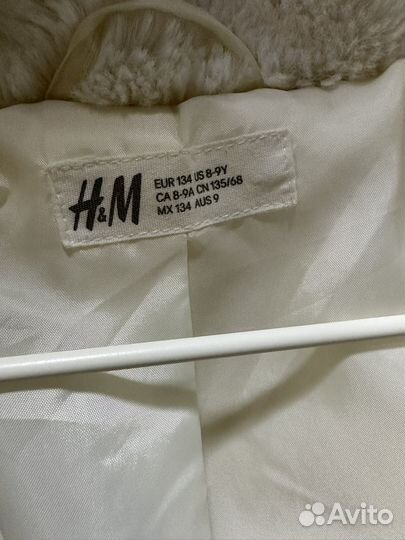 H&M
EUR 134 US 8-9Y
CA 8-9A CN 135/68
MX 134 AUS 9
Avito